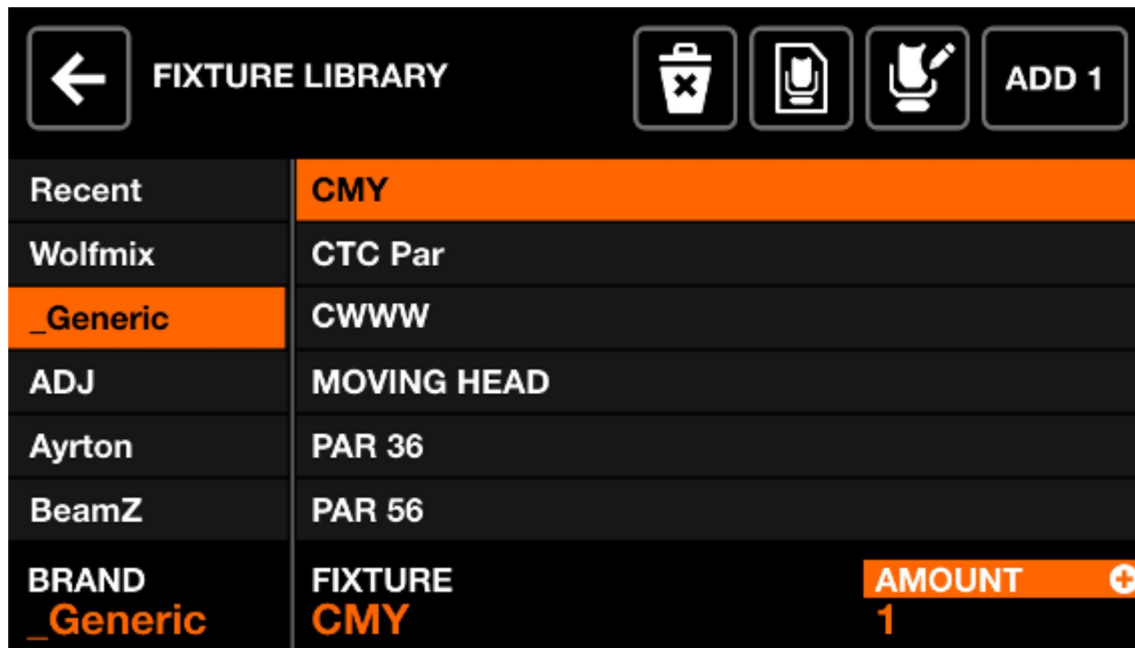 FIXTURE LIBRARY
ADD 1
Recent
CMY
Wolfmix
CTC Par
_Generic
CWWW
ADJ
MOVING HEAD
Ayrton
PAR 36
BeamZ
PAR 56
BRAND
FIXTURE
AMOUNT
_Generic
CMY
1